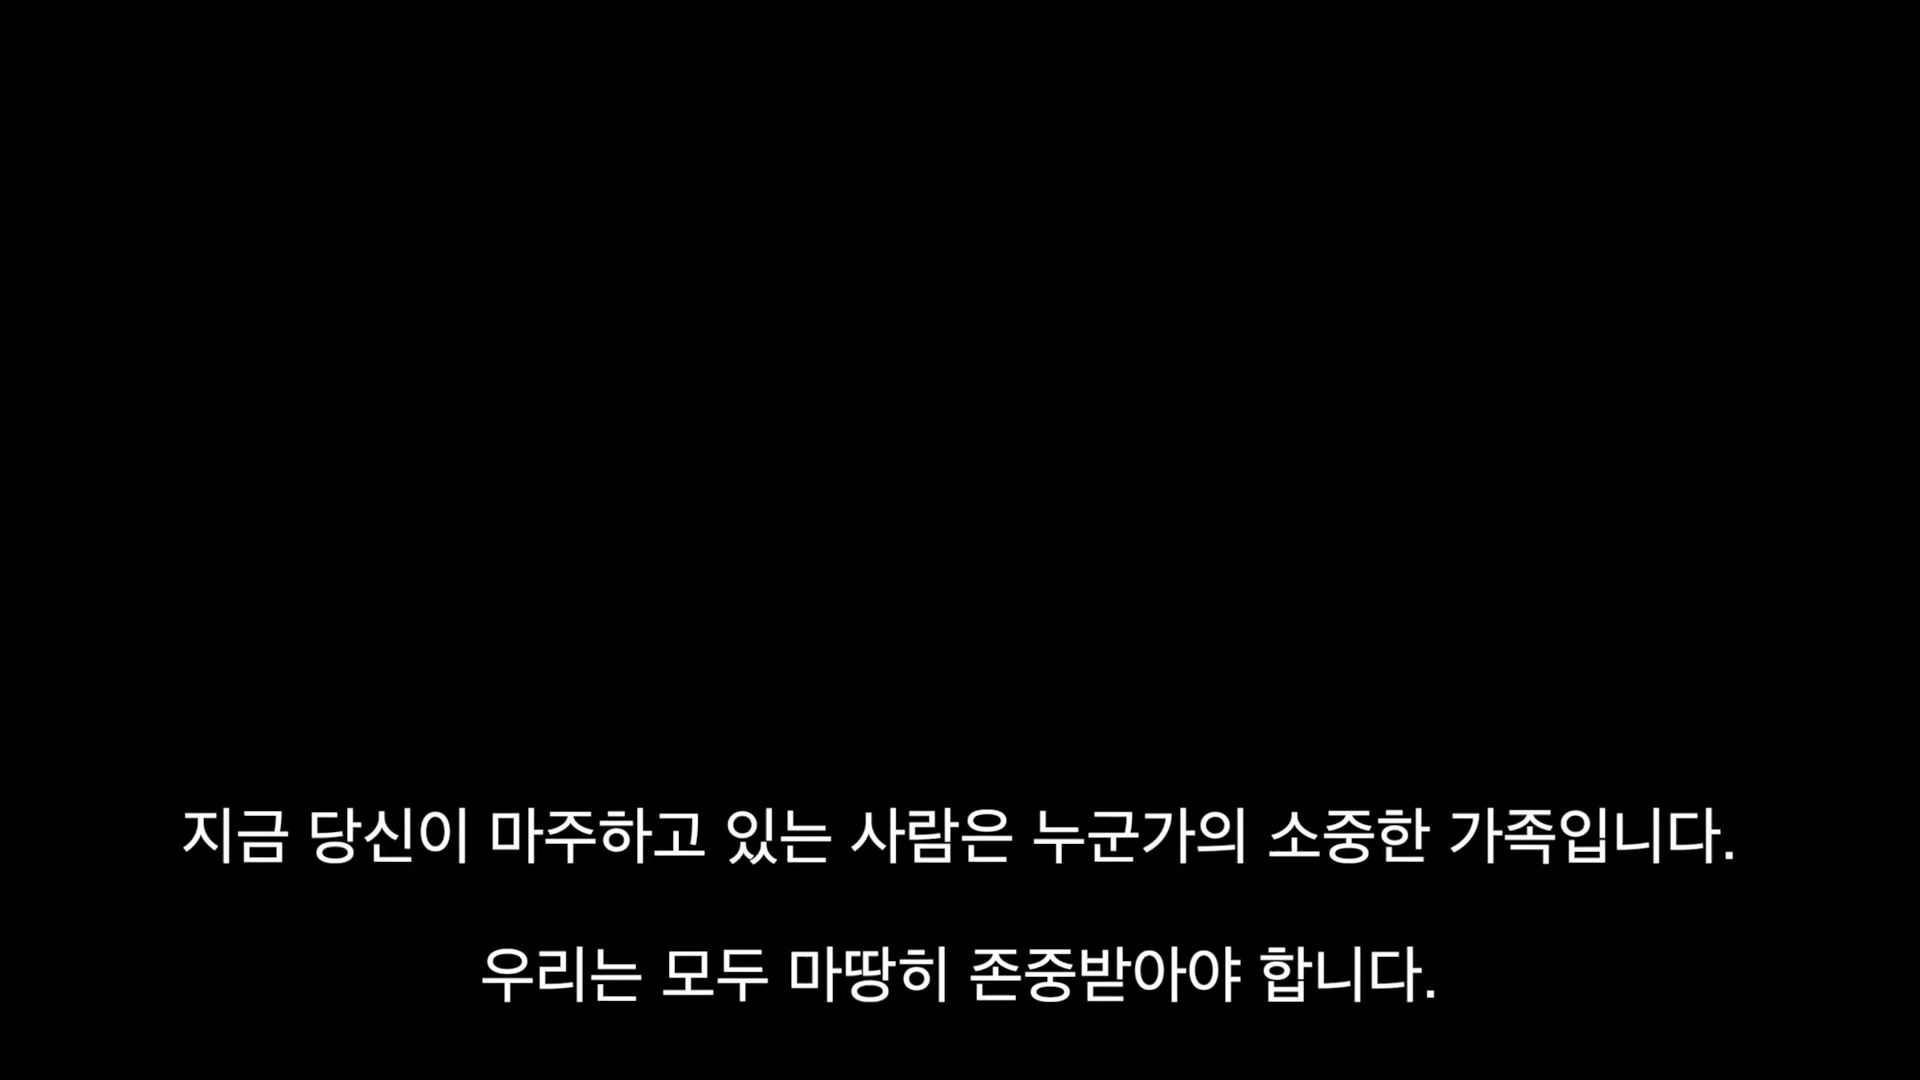 지금 당신이 마주하고 있는 사람은 누군가의 소중한 가족입니다.
우리는 모두 마땅히 존중받아야 합니다.